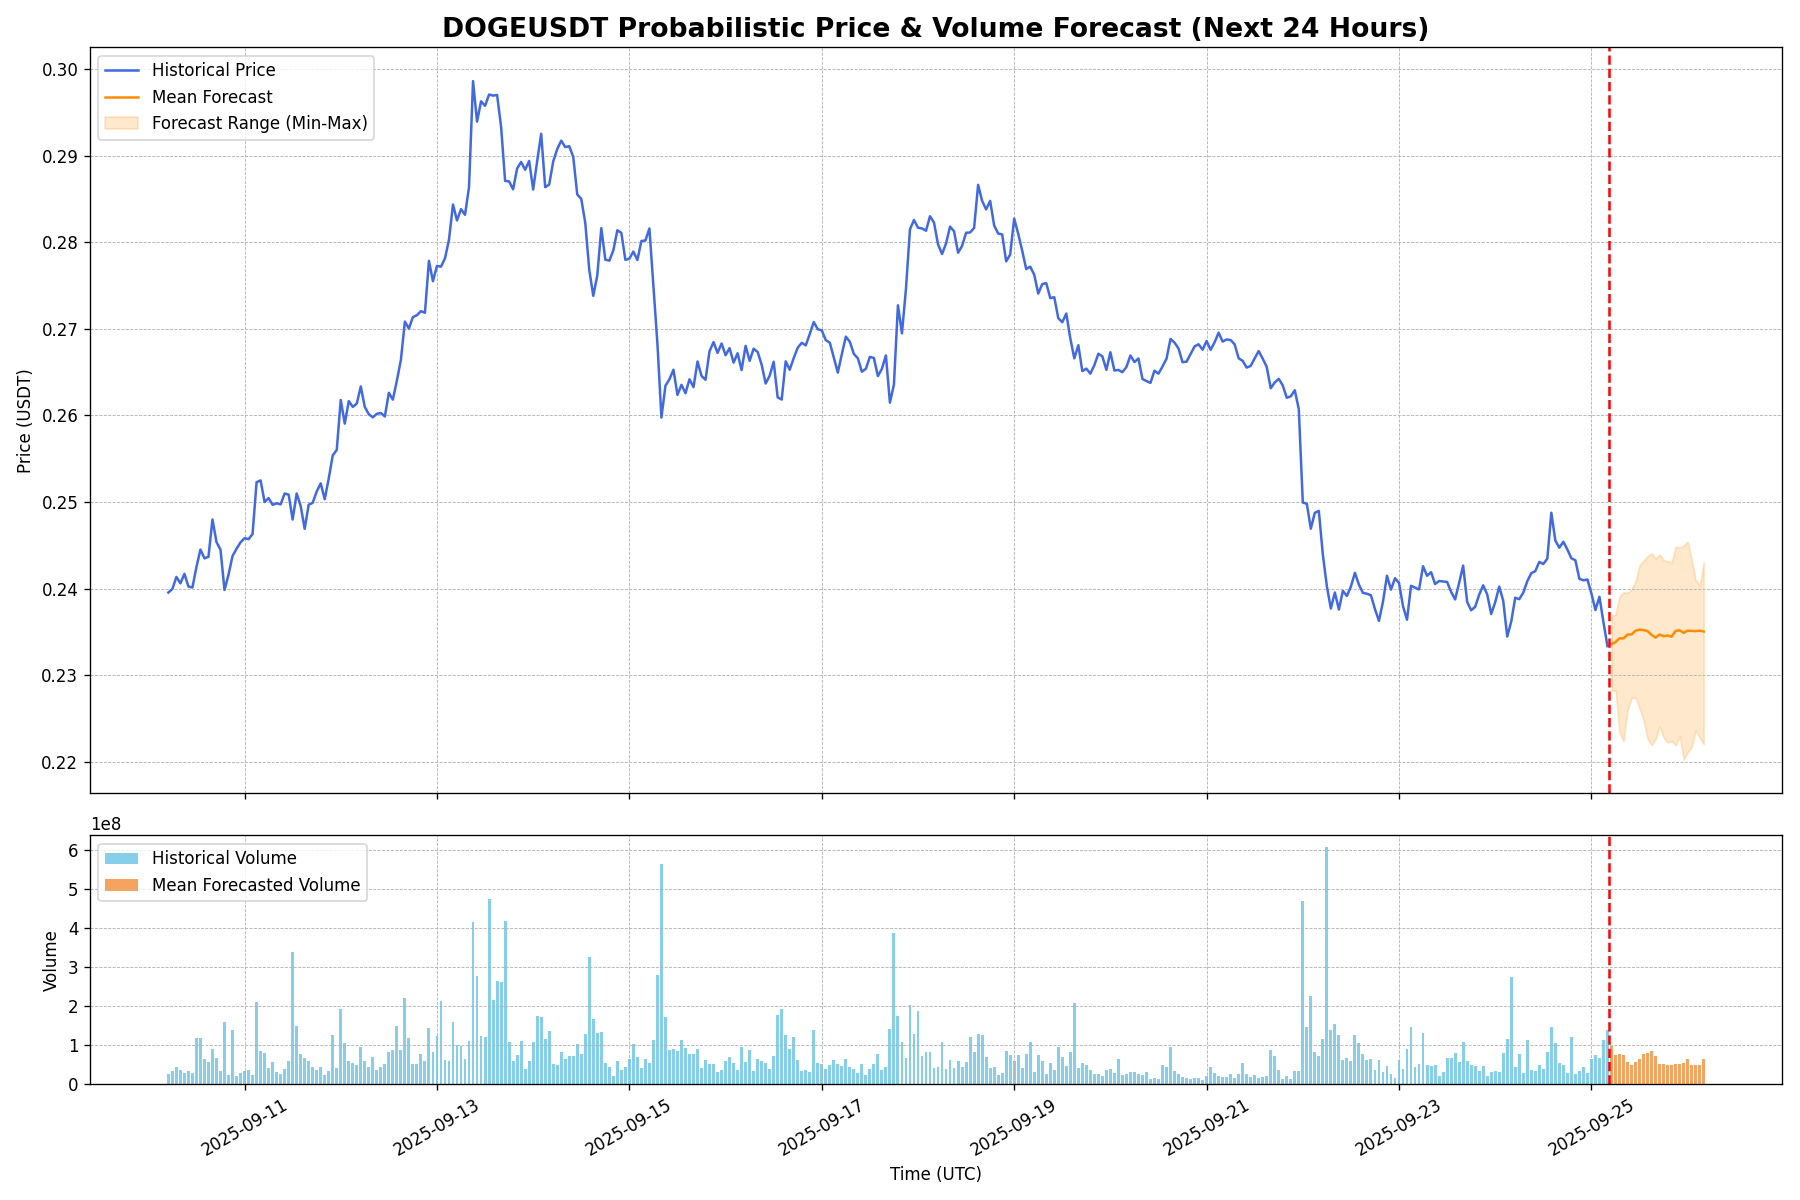 DOGEUSDT Probabilistic Price & Volume Forecast (Next 24 Hours)
Historical Price
Mean Forecast
Forecast Range (Min-Max)
0.30
0.29
0.28
0.27
0.26
0.25
0.24
0.23
0.22
Price (USDT)
1e8
Historical Volume
Mean Forecasted Volume
6
5
4
3
2
1
0
Volume
2025-09-11
2025-09-13
2025-09-15
2025-09-17
2025-09-19
2025-09-21
2025-09-23
2025-09-25
Time (UTC)